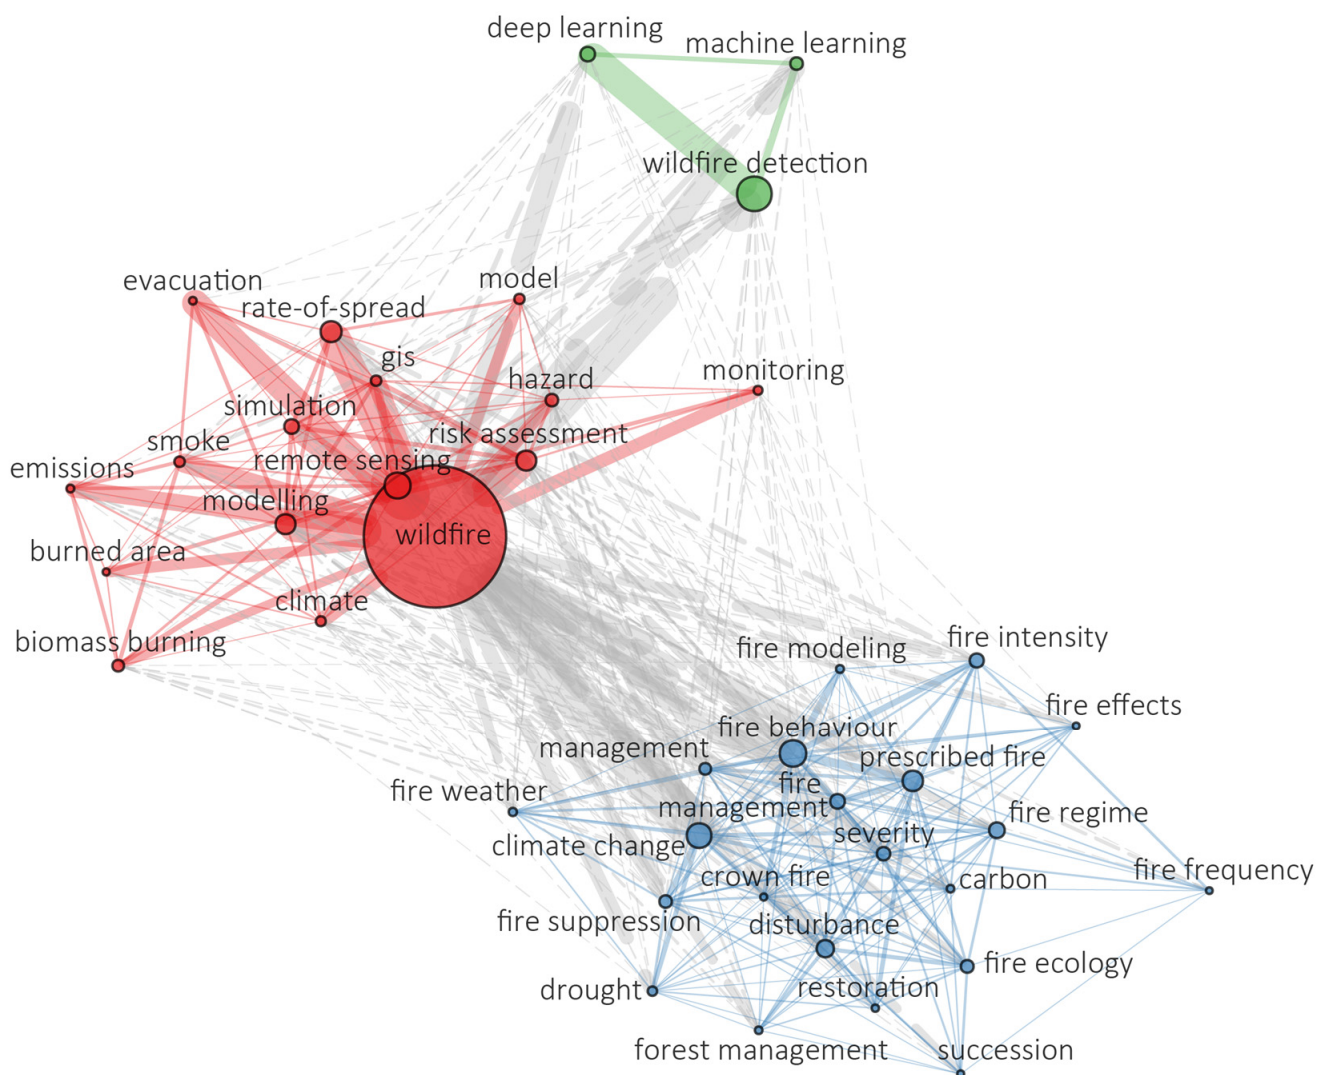 deep learning
machine learning
wildfire detection
evacuation
model
rate-of-spread
gis
hazard
monitoring
simulation
smoke
risk assessment
emissions
remote sensing
modelling
wildfire
burned area
climate
biomass burning
fire modeling
fire intensity
fire effects
fire behaviour
management
prescribed fire
fire weather
fire
management
fire regime
climate change
severity
crown fire
carbon
fire frequency
fire suppression
disturbance
fire ecology
drought
restoration
forest management
succession